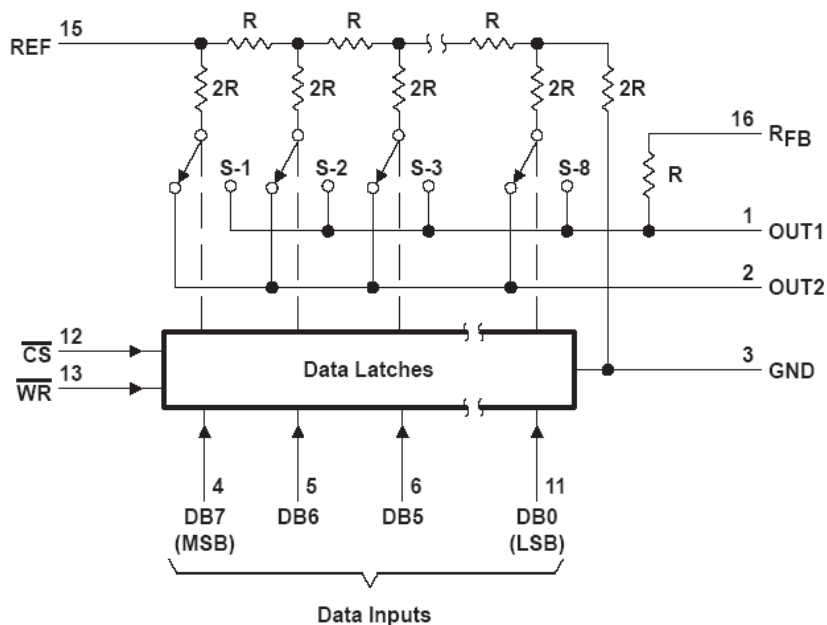 R R R
15
REF
2R 2R 2R 2R 2R
16
RFB
S-1 S-2 S-3 S-8
R
1
OUT1
2
OUT2
12
CS
3
Data Latches
GND
13
WR
4 5 6 11
DB7 DB6 DB5 DB0
(MSB) (LSB)
Data Inputs